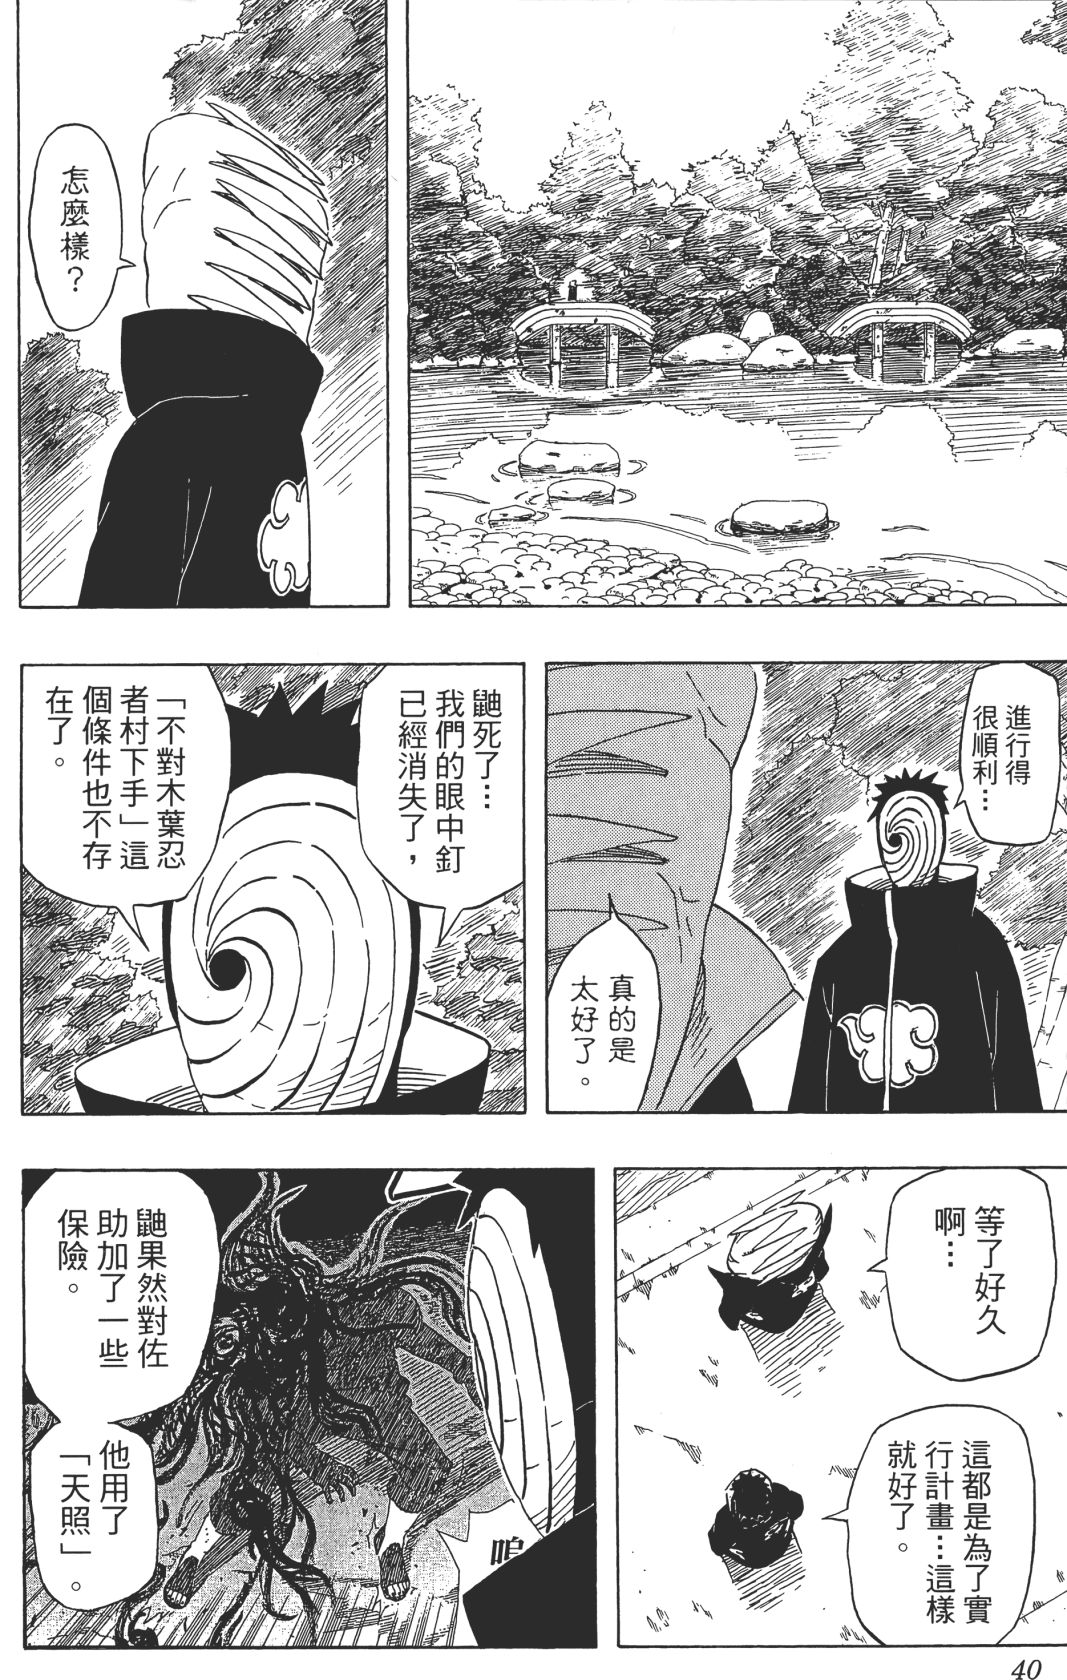 怎麼樣？
進行得
很順利…
真的是
太好了。
鼬死了…
我們的眼中釘
已經消失了，
「不對木葉忍
者村下手」這
個條件也不存
在了。
等了好久
啊…
這都是為了實
行計畫…這樣
就好了。
鼬果然對佐
助加了一些
保險。
他用了
「天照」。
嗚
40